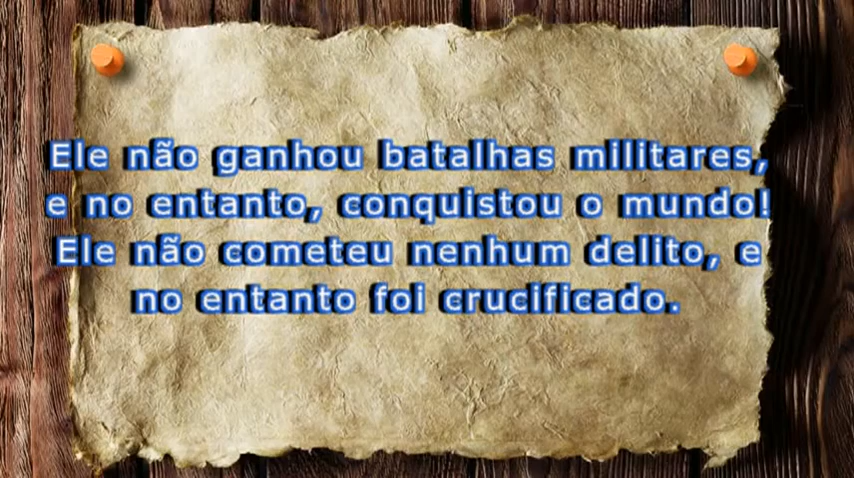 Ele não ganhou batalhas militares,
e no entanto, conquistou o mundo!
Ele não cometeu nenhum delito, e
no entanto foi crucificado.